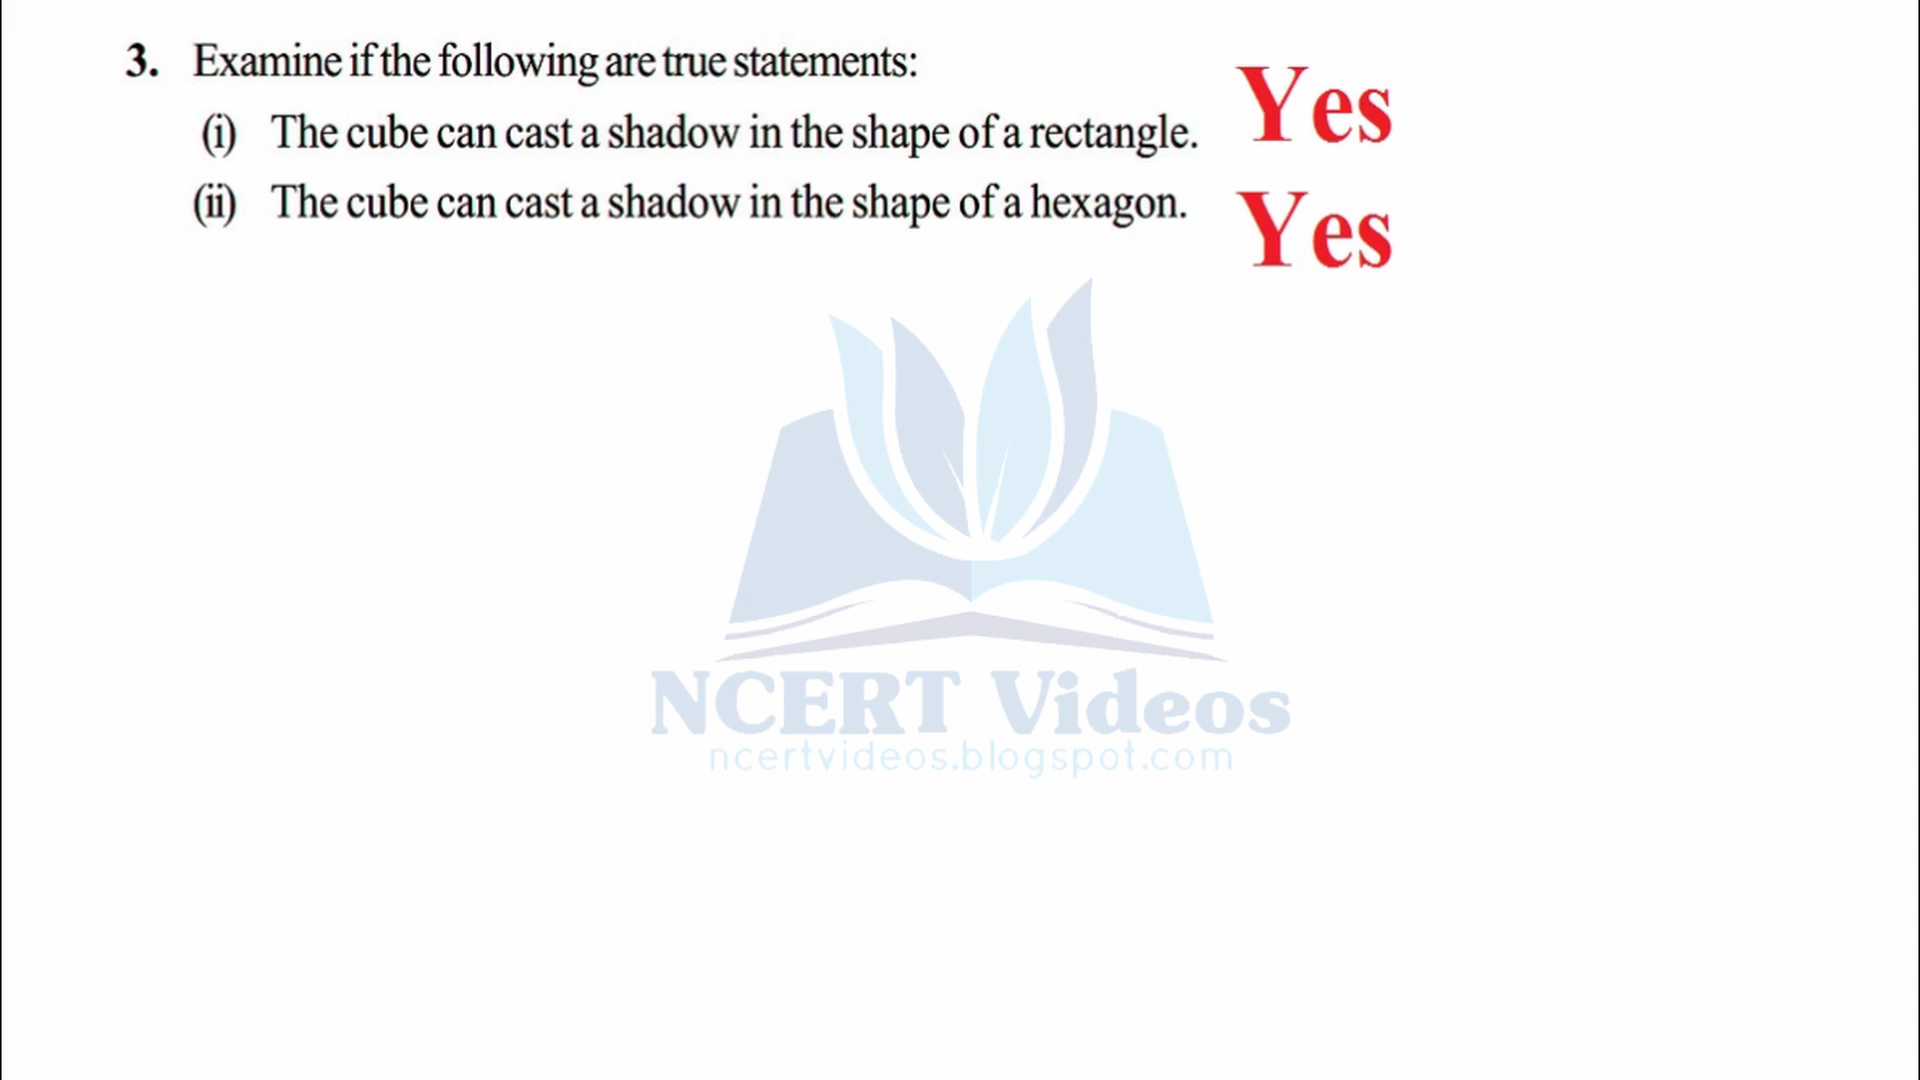 3. Examine if the following are true statements:
(i) The cube can cast a shadow in the shape of a rectangle. Yes
(ii) The cube can cast a shadow in the shape of a hexagon. Yes
NCERT Videos
ncertvideos.blogspot.com